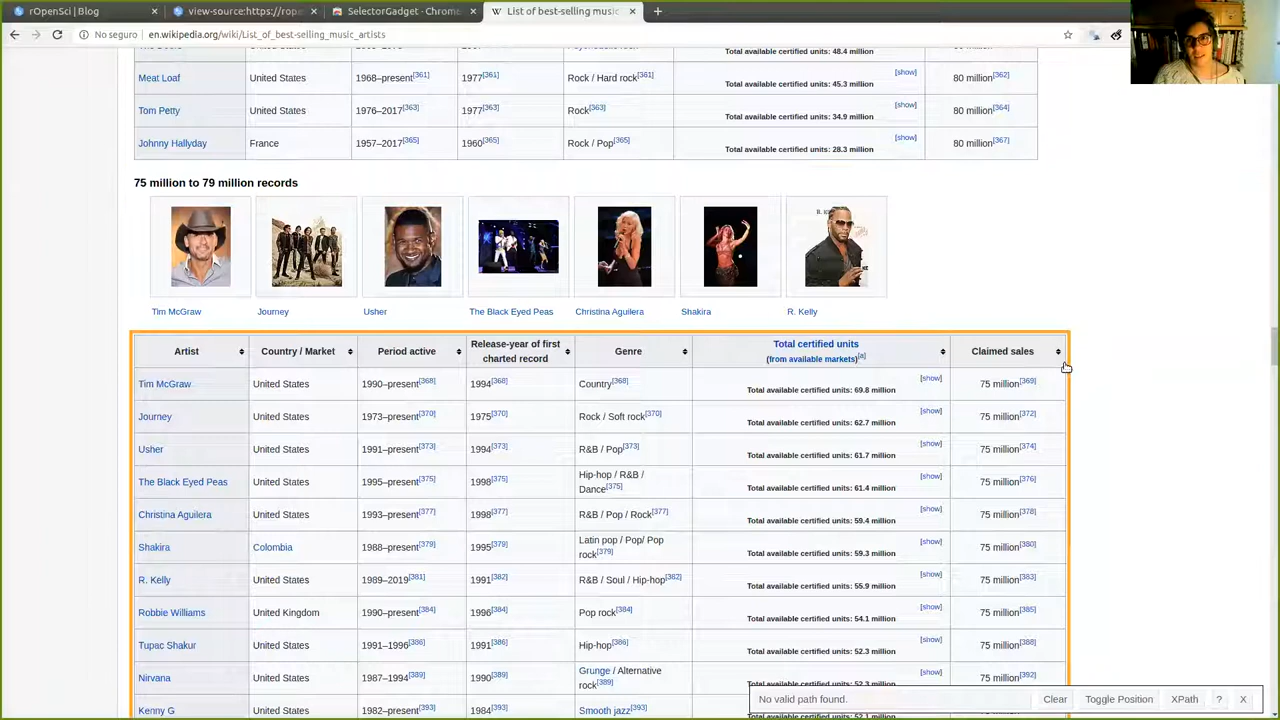 rOpenSci | Blog
view-source:https://rope
SelectorGadget - Chrome
List of best-selling music
No seguro
en.wikipedia.org/wiki/List_of_best-selling_music_artists
Total available certified units: 48.4 million
Meat Loaf United States 1968–present[361] 1977[361] Rock / Hard rock[361] [show] 80 million[362]
Total available certified units: 45.3 million
Tom Petty United States 1976–2017[363] 1977[363] Rock[363] [show] 80 million[364]
Total available certified units: 34.9 million
Johnny Hallyday France 1957–2017[365] 1960[365] Rock / Pop[365] [show] 80 million[367]
Total available certified units: 28.3 million
75 million to 79 million records
Tim McGraw Journey Usher The Black Eyed Peas Christina Aguilera Shakira R. Kelly
Artist Country / Market Period active Release-year of first charted record Genre Total certified units (from available markets)[a] Claimed sales
Tim McGraw United States 1990–present[368] 1994[368] Country[368] [show] 75 million[369]
Total available certified units: 69.8 million
Journey United States 1973–present[370] 1975[370] Rock / Soft rock[370] [show] 75 million[372]
Total available certified units: 62.7 million
Usher United States 1991–present[373] 1994[373] R&B / Pop[373] [show] 75 million[374]
Total available certified units: 61.7 million
The Black Eyed Peas United States 1995–present[375] 1998[375] Hip-hop / R&B / Dance[375] [show] 75 million[376]
Total available certified units: 61.4 million
Christina Aguilera United States 1993–present[377] 1998[377] R&B / Pop / Rock[377] [show] 75 million[378]
Total available certified units: 59.4 million
Shakira Colombia 1988–present[379] 1995[379] Latin pop / Pop/ Pop rock[379] [show] 75 million[380]
Total available certified units: 59.3 million
R. Kelly United States 1989–2019[381] 1991[382] R&B / Soul / Hip-hop[382] [show] 75 million[383]
Total available certified units: 55.9 million
Robbie Williams United Kingdom 1990–present[384] 1996[384] Pop rock[384] [show] 75 million[385]
Total available certified units: 54.1 million
Tupac Shakur United States 1991–1996[386] 1991[386] Hip-hop[386] [show] 75 million[388]
Total available certified units: 52.3 million
Nirvana United States 1987–1994[389] 1990[389] Grunge / Alternative rock[389] [show] 75 million[392]
Kenny G United States 1982–present[393] 1984[393] Smooth jazz[393]
No valid path found. Clear Toggle Position XPath ? X